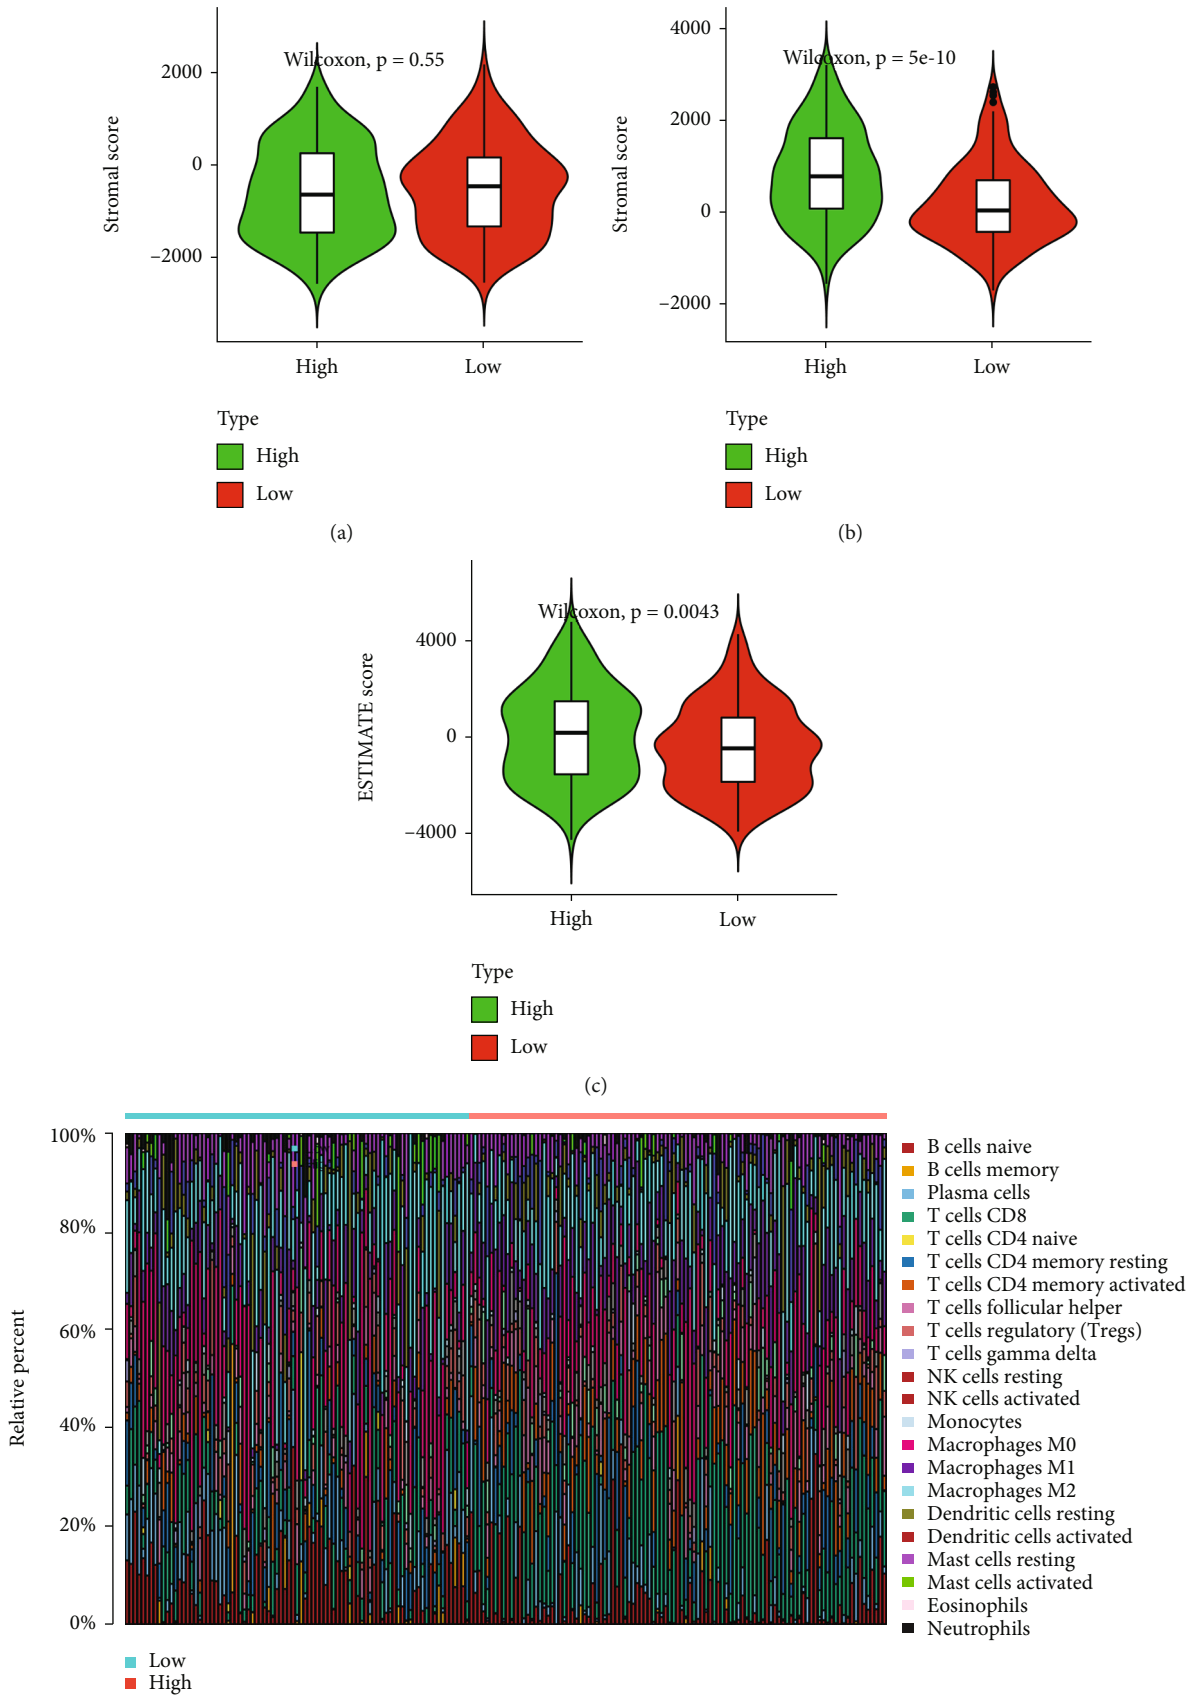 Wilcoxon, p = 0.55
2000
0
−2000
Stromal score
High
Low
Type
High
Low
(a)
Wilcoxon, p = 5e-10
4000
2000
0
−2000
Stromal score
High
Low
Type
High
Low
(b)
Wilcoxon, p = 0.0043
4000
0
−4000
ESTIMATE score
High
Low
Type
High
Low
(c)
100%
80%
60%
40%
20%
0%
Relative percent
B cells naive
B cells memory
Plasma cells
T cells CD8
T cells CD4 naive
T cells CD4 memory resting
T cells CD4 memory activated
T cells follicular helper
T cells regulatory (Tregs)
T cells gamma delta
NK cells resting
NK cells activated
Monocytes
Macrophages M0
Macrophages M1
Macrophages M2
Dendritic cells resting
Dendritic cells activated
Mast cells resting
Mast cells activated
Eosinophils
Neutrophils
Low
High